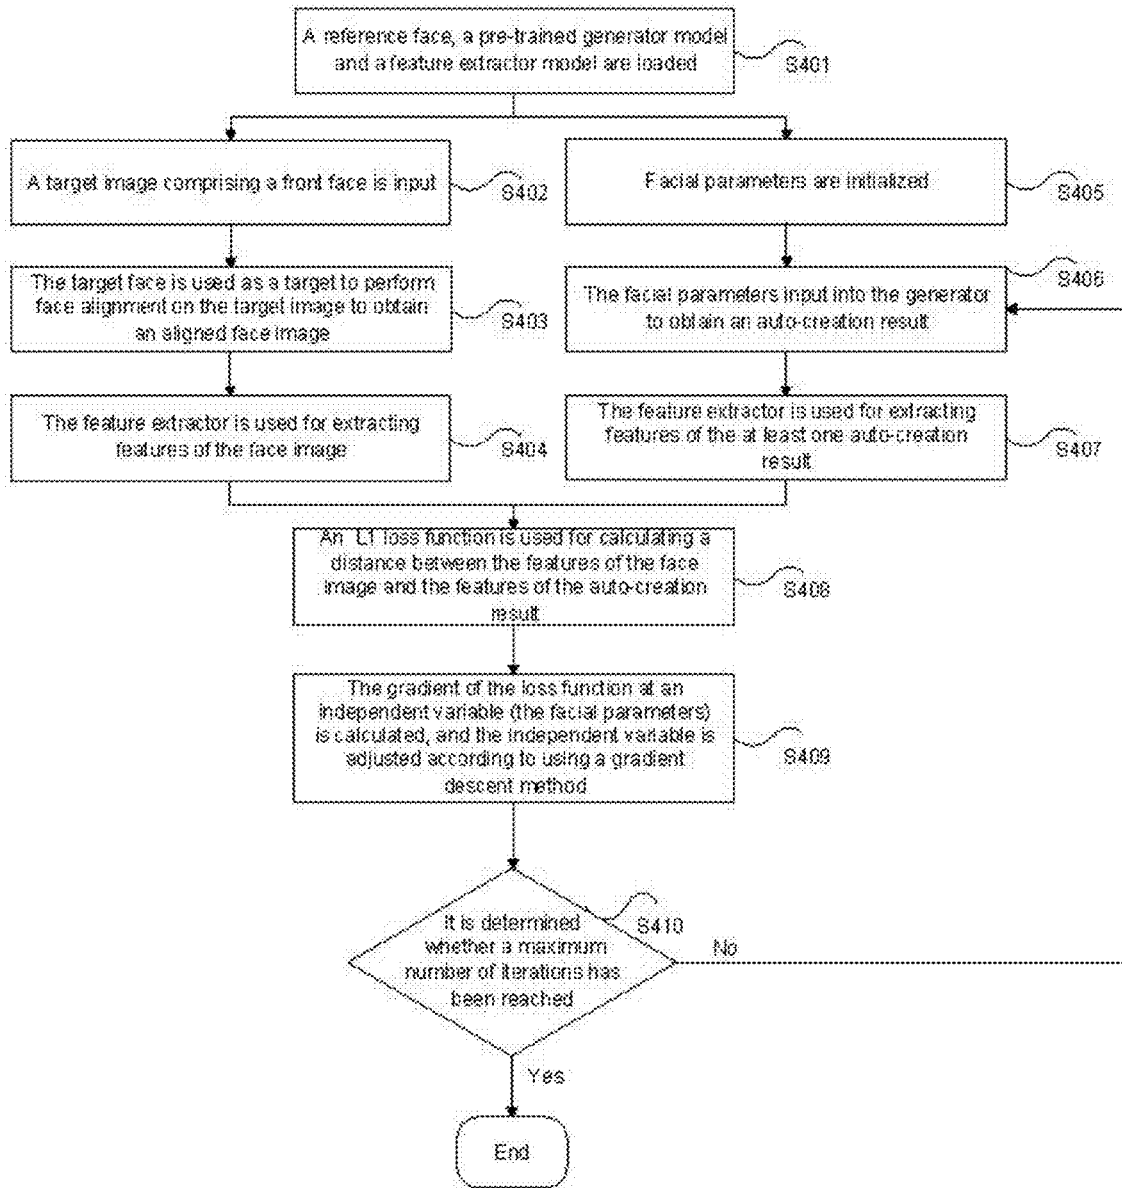 A reference face, a pre-trained generator model
and a feature extractor model are loaded
S401
A target image comprising a front face is input
S402
Facial parameters are initialized
S405
The target face is used as a target to perform
face alignment on the target image to obtain
an aligned face image
S403
The facial parameters input into the generator
to obtain an auto-creation result
S406
The feature extractor is used for extracting
features of the face image
S404
The feature extractor is used for extracting
features of the at least one auto-creation
result
S407
An L1 loss function is used for calculating a
distance between the features of the face
image and the features of the auto-creation
result
S408
The gradient of the loss function at an
independent variable (the facial parameters)
is calculated, and the independent variable is
adjusted according to using a gradient
descent method
S409
It is determined
whether a maximum
number of iterations has
been reached
S410
No
Yes
End